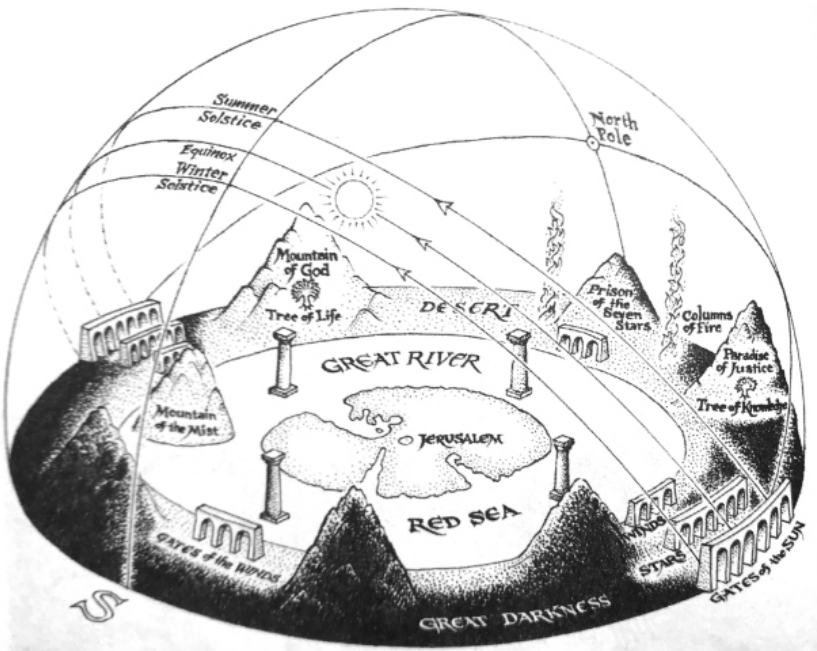 Summer
Solstice
Equinox
Winter
Solstice
North
Pole
Mountain
of God
Tree of Life
DESERT
Prison
of the
Seven
Stars
Columns
of Fire
Paradise
of Justice
Tree of Knowledge
GREAT RIVER
Mountain
of the Mist
JERUSALEM
RED SEA
WINDS
STARS
GATES of the SUN
GATES of the WINDS
GREAT DARKNESS
S